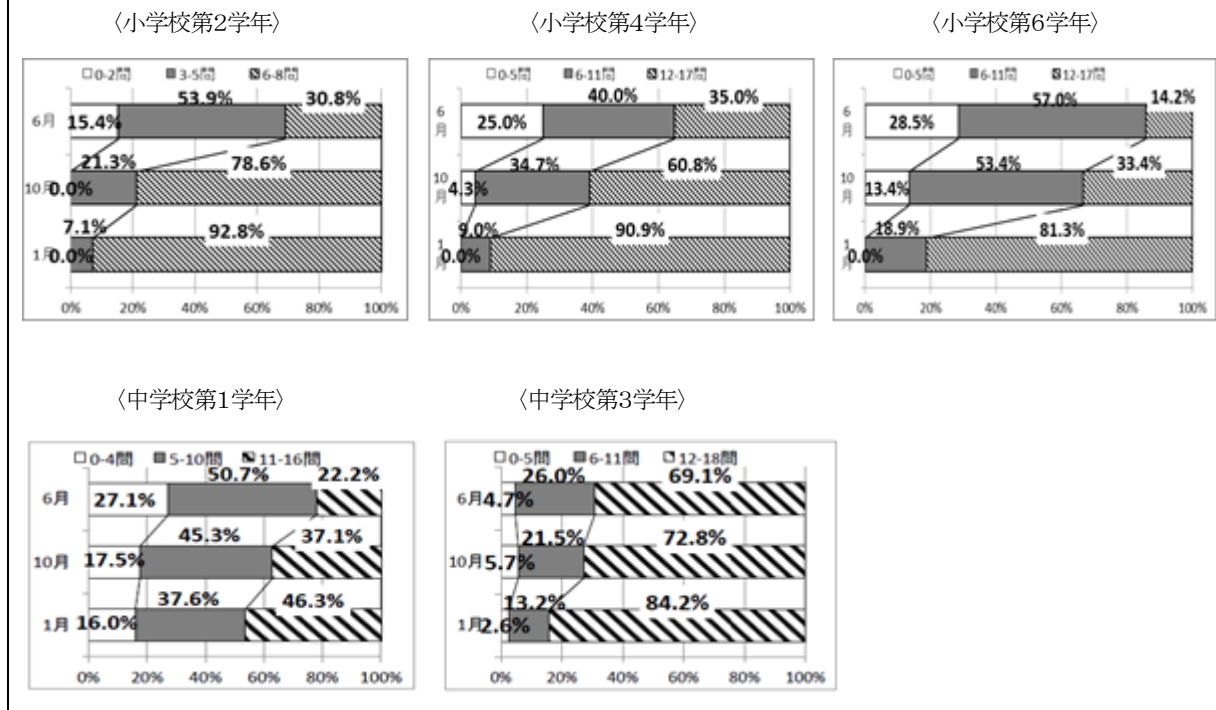 〈小学校第2学年〉
〈小学校第4学年〉
〈小学校第6学年〉
□0-2問 ■3-5問 6-8問
53.9% 30.8%
6月 15.4%
21.3% 78.6%
10月 0.0%
7.1% 92.8%
1月 0.0%
0% 20% 40% 60% 80% 100%
□0-5問 ■6-11問 12-17問
40.0% 35.0%
6月 25.0%
34.7% 60.8%
10月 4.3%
9.0% 90.9%
1月 0.0%
0% 20% 40% 60% 80% 100%
□0-5問 ■6-11問 12-17問
57.0% 14.2%
6月 28.5%
53.4% 33.4%
10月 13.4%
18.9% 81.3%
1月 0.0%
0% 20% 40% 60% 80% 100%
〈中学校第1学年〉
〈中学校第3学年〉
□0-4問 ■5-10問 11-16問
50.7% 22.2%
6月 27.1%
45.3% 37.1%
10月 17.5%
37.6% 46.3%
1月 16.0%
0% 20% 40% 60% 80% 100%
□0-5問 ■6-11問 12-18問
26.0% 69.1%
6月 4.7%
21.5% 72.8%
10月 5.7%
13.2% 84.2%
1月 2.6%
0% 20% 40% 60% 80% 100%